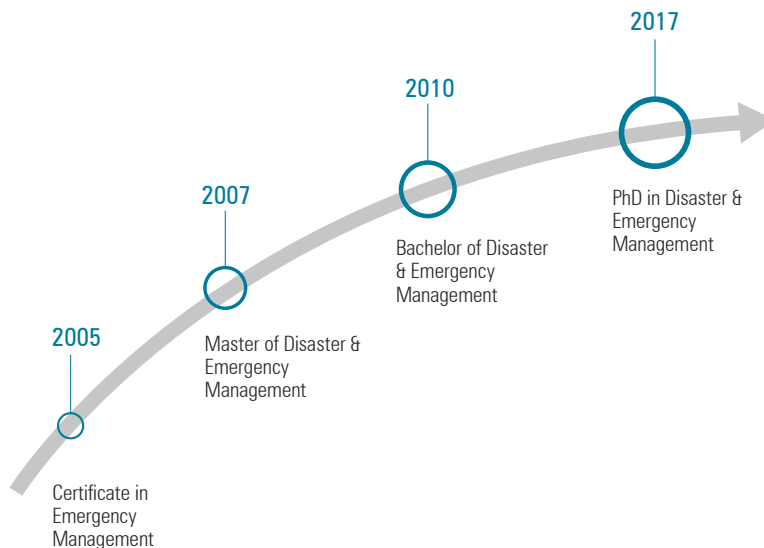 2005
Certificate in
Emergency
Management
2007
Master of Disaster &
Emergency
Management
2010
Bachelor of Disaster
& Emergency
Management
2017
PhD in Disaster &
Emergency
Management